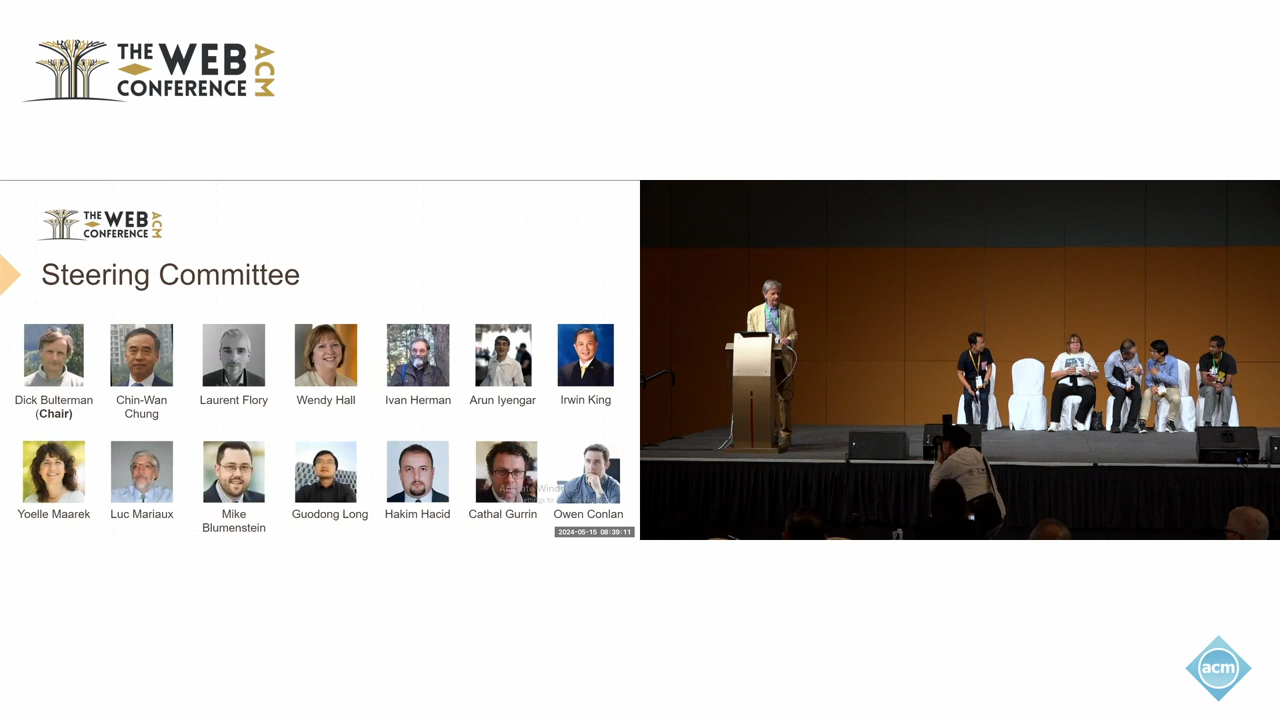 THE WEB
CONFERENCE
ACM
THE WEB
CONFERENCE
ACM
Steering Committee
Dick Bulterman
(Chair)
Chin-Wan
Chung
Laurent Flory
Wendy Hall
Ivan Herman
Arun Iyengar
Irwin King
Yoelle Maarek
Luc Mariaux
Mike
Blumenstein
Guodong Long
Hakim Hacid
Cathal Gurrin
Owen Conlan
2024-05-15 08:39:11
acm